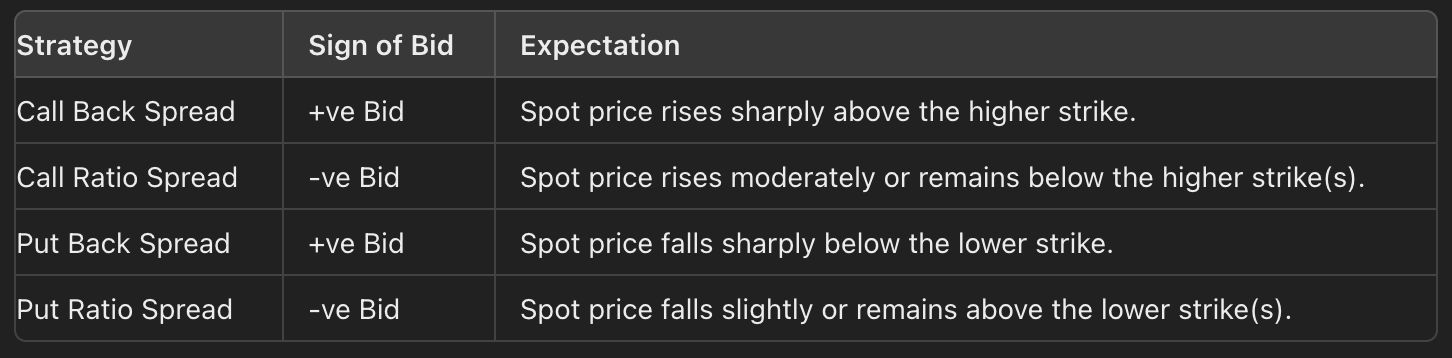 Strategy Sign of Bid Expectation
Call Back Spread +ve Bid Spot price rises sharply above the higher strike.
Call Ratio Spread -ve Bid Spot price rises moderately or remains below the higher strike(s).
Put Back Spread +ve Bid Spot price falls sharply below the lower strike.
Put Ratio Spread -ve Bid Spot price falls slightly or remains above the lower strike(s).